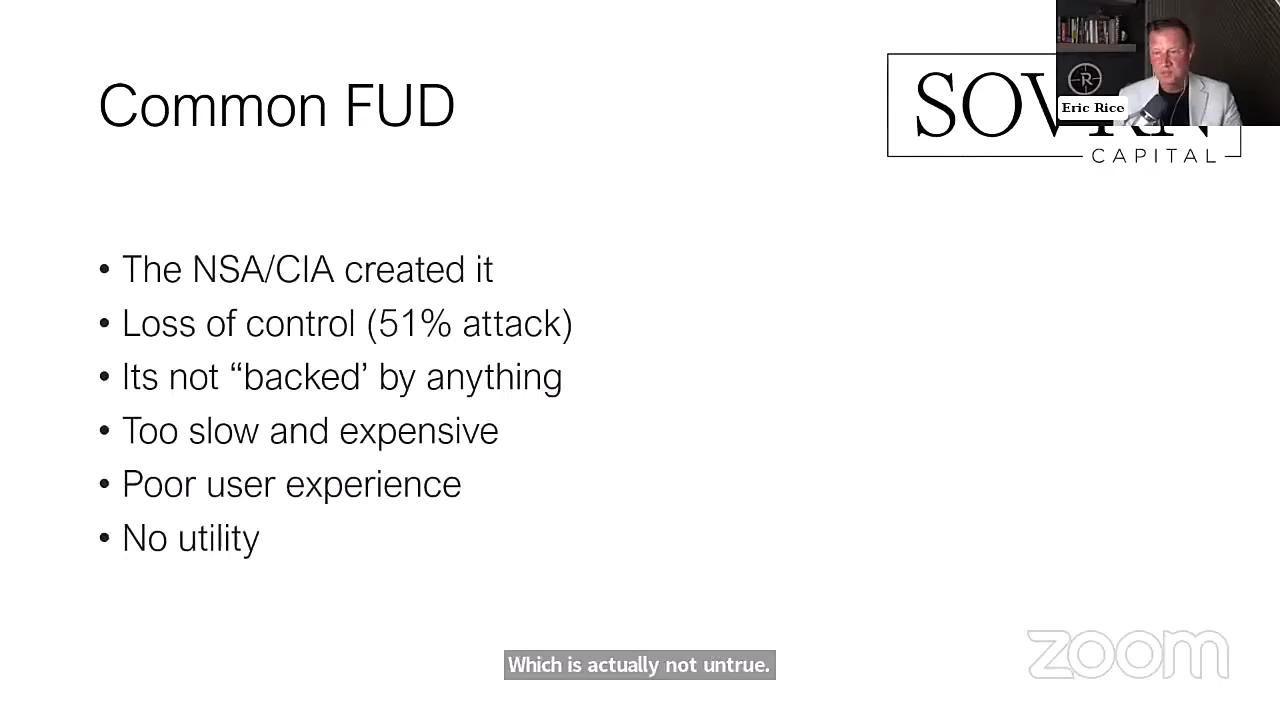 Common FUD
SOV
Eric Rice
CAPITAL
• The NSA/CIA created it
• Loss of control (51% attack)
• Its not “backed’ by anything
• Too slow and expensive
• Poor user experience
• No utility
Which is actually not untrue.
zoom